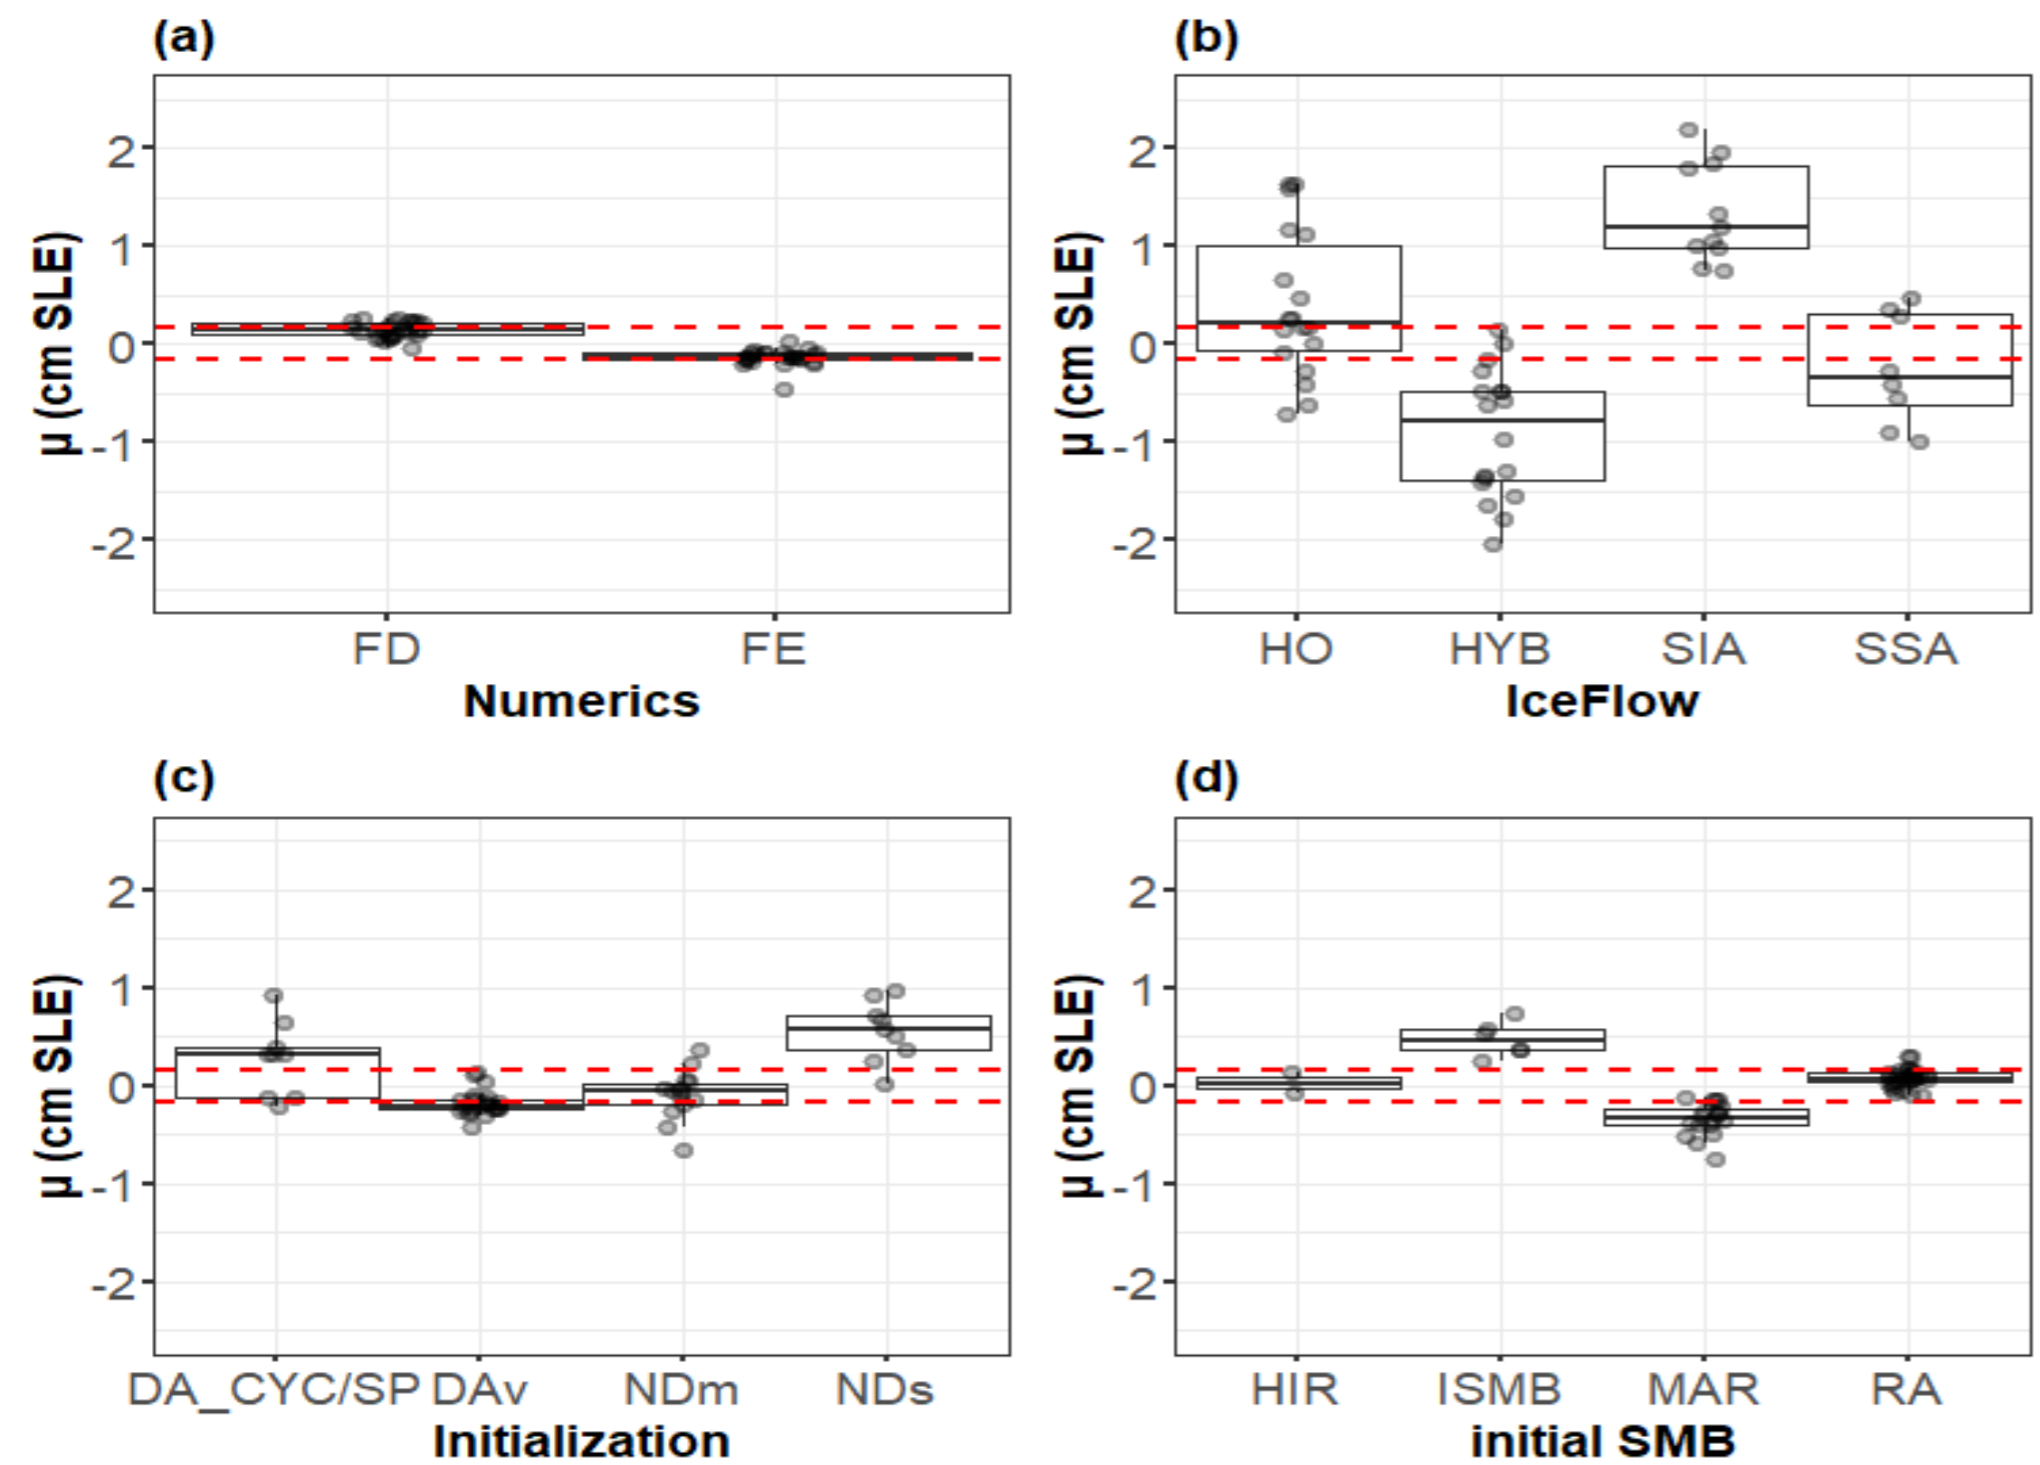 (a)
μ (cm SLE)
2
1
0
-1
-2
FD FE
Numerics
(b)
μ (cm SLE)
2
1
0
-1
-2
HO HYB SIA SSA
IceFlow
(c)
μ (cm SLE)
2
1
0
-1
-2
DA_CYC/SP DAv NDm NDs
Initialization
(d)
μ (cm SLE)
2
1
0
-1
-2
HIR ISMB MAR RA
initial SMB